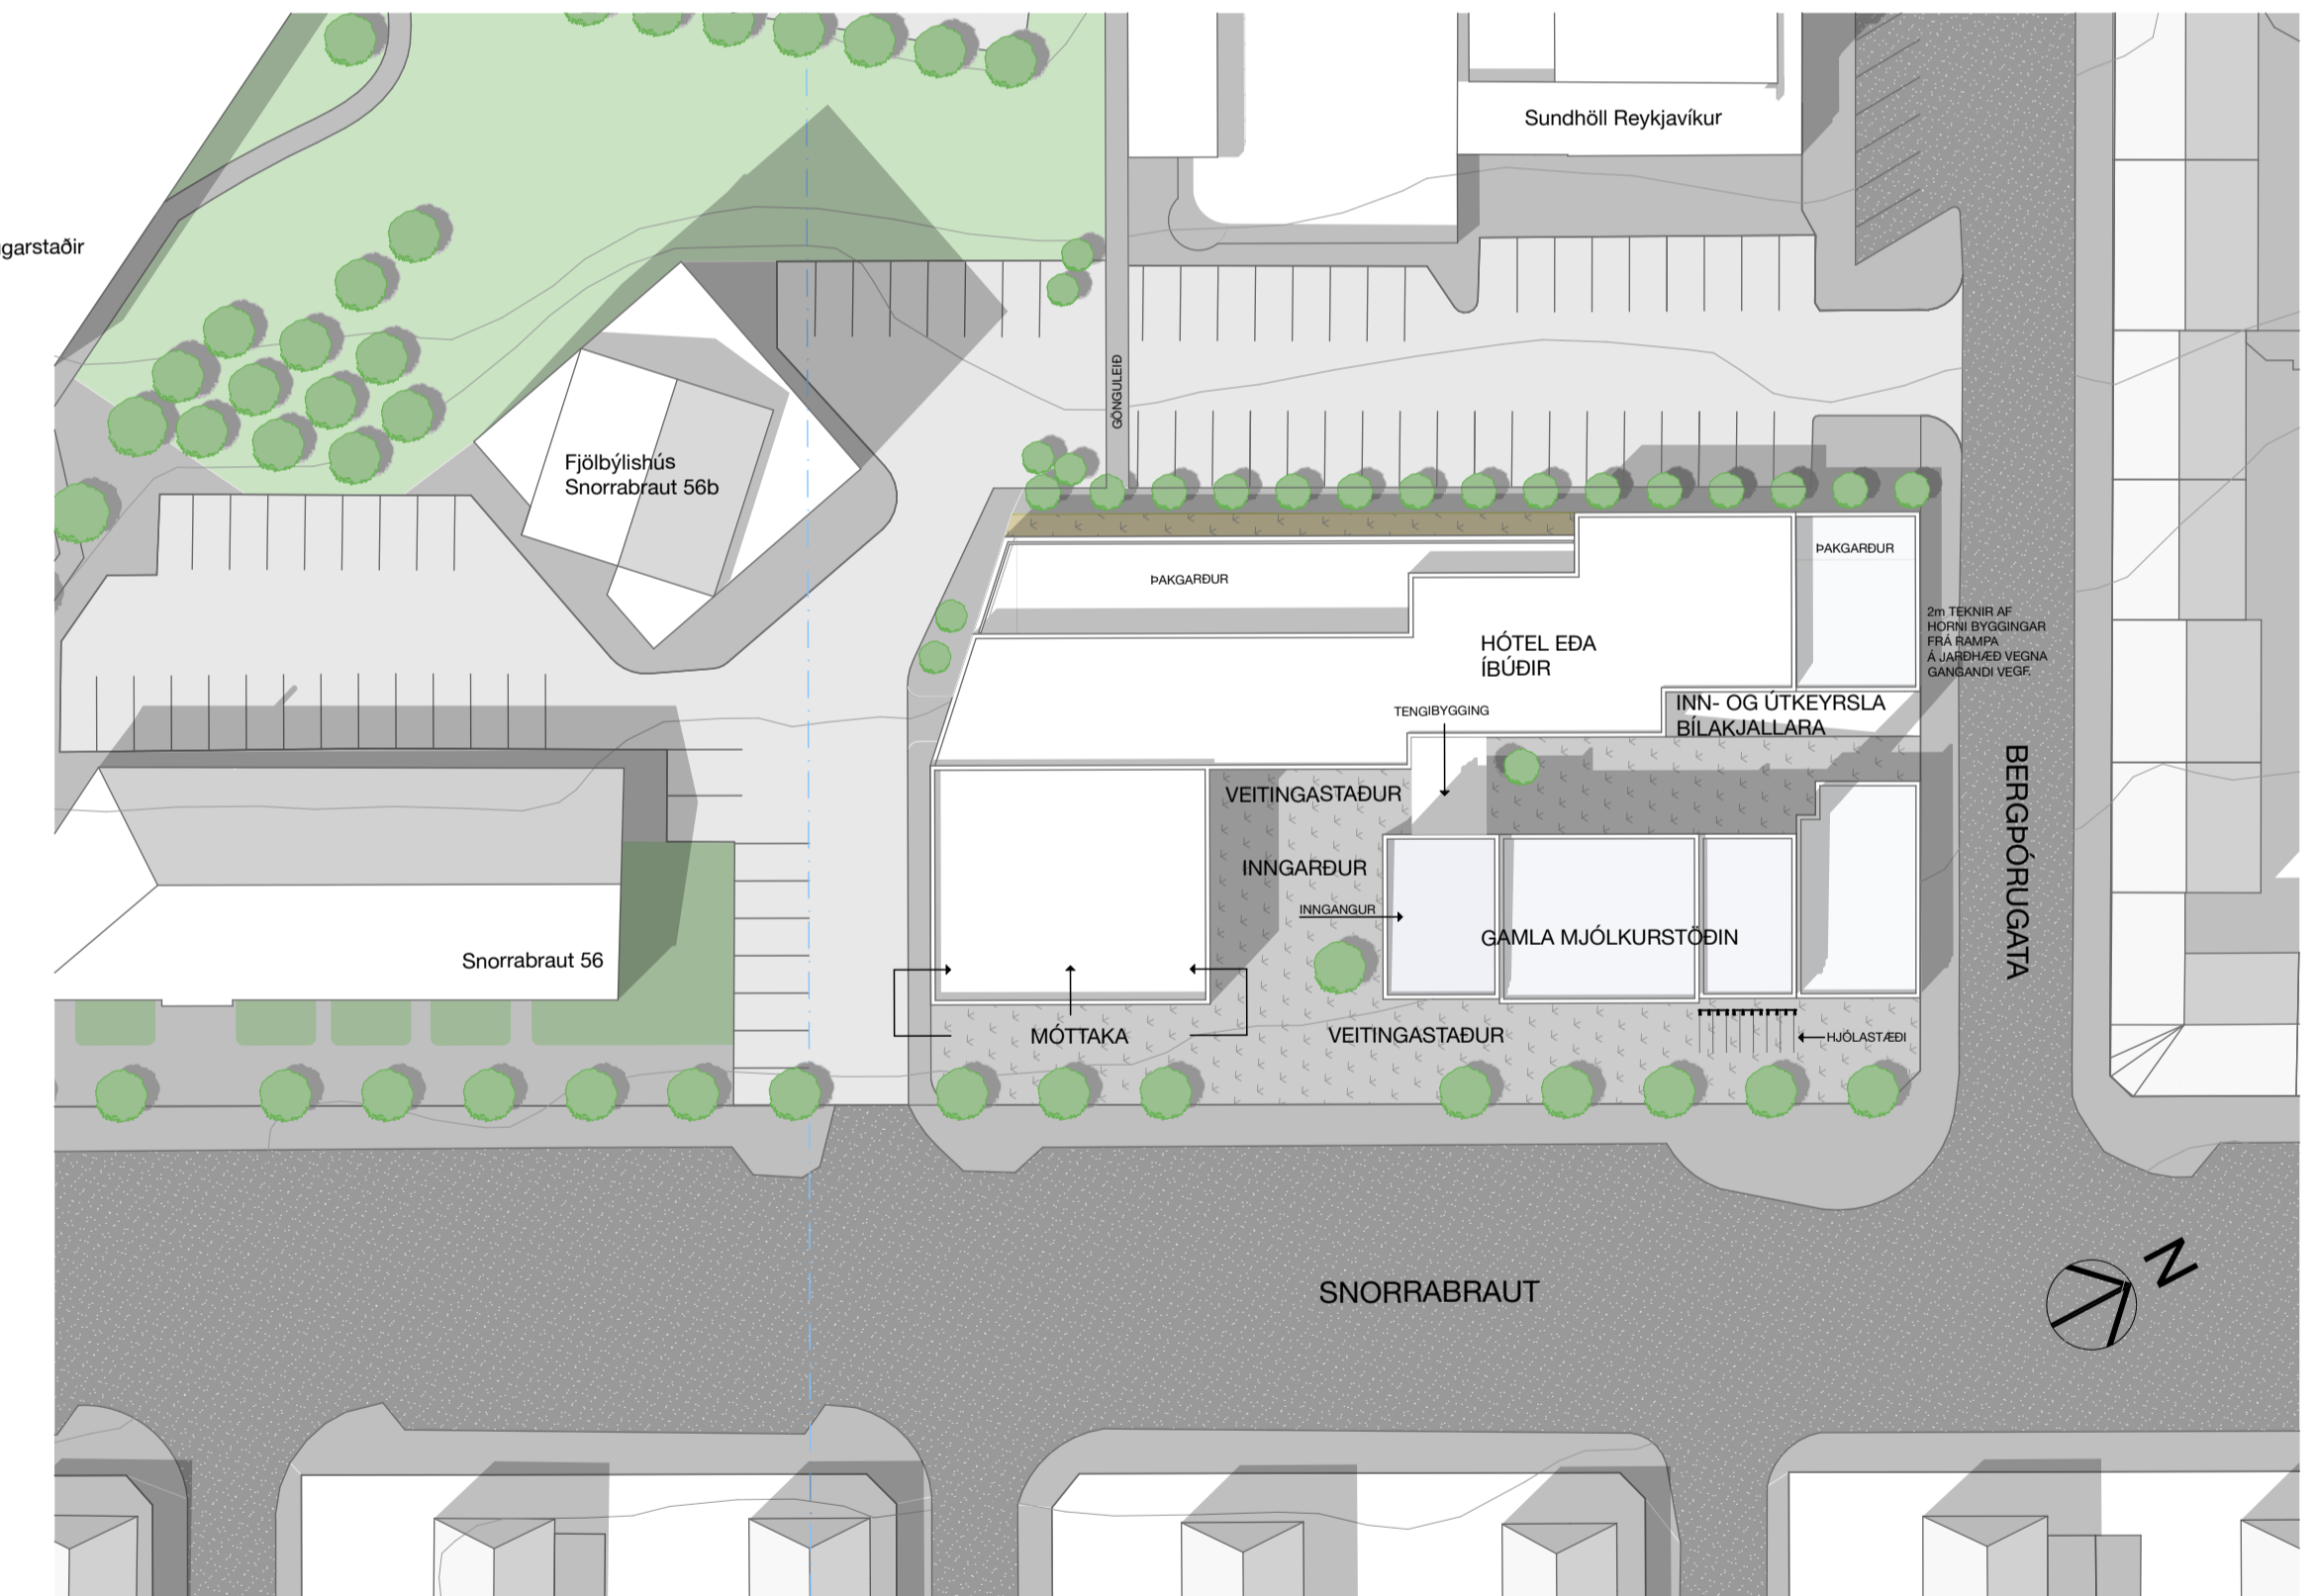 Sundhöll Reykjavíkur
garstaðir
GÖNGULEIÐ
Fjölbýlishús
Snorrabraut 56b
ÞAKGARÐUR
ÞAKGARÐUR
HÓTEL EÐA
ÍBÚÐIR
2m TEKNIR AF
HORNI BYGGINGAR
FRÁ RAMPA
Á JARÐHÆÐ VEGNA
GANGANDI VEGF.
TENGIBYGGING
INN- OG ÚTKEYRSLA
BÍLAKJALLARA
VEITINGASTAÐUR
BERGÞÓRUGATA
INNGARÐUR
INNGANGUR
GAMLA MJÓLKURSTÖÐIN
Snorrabraut 56
MÓTTAKA
VEITINGASTAÐUR
HJÓLASTÆÐI
N
SNORRABRAUT